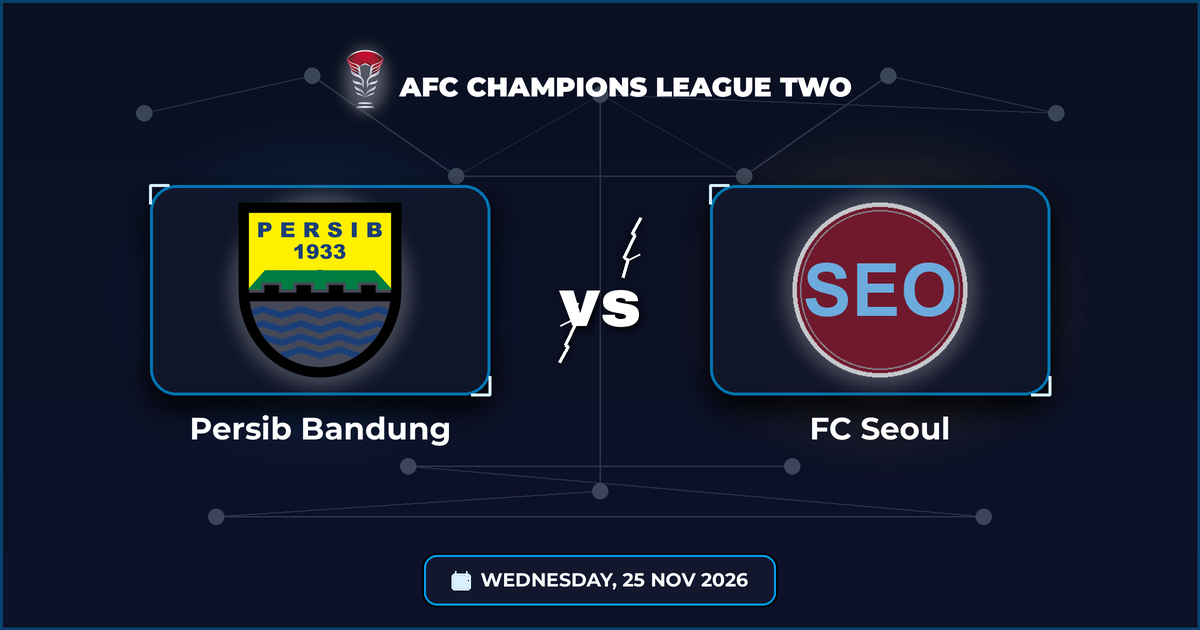 AFC CHAMPIONS LEAGUE TWO
PERSIB
1933
VS
SEO
Persib Bandung
FC Seoul
WEDNESDAY, 25 NOV 2026